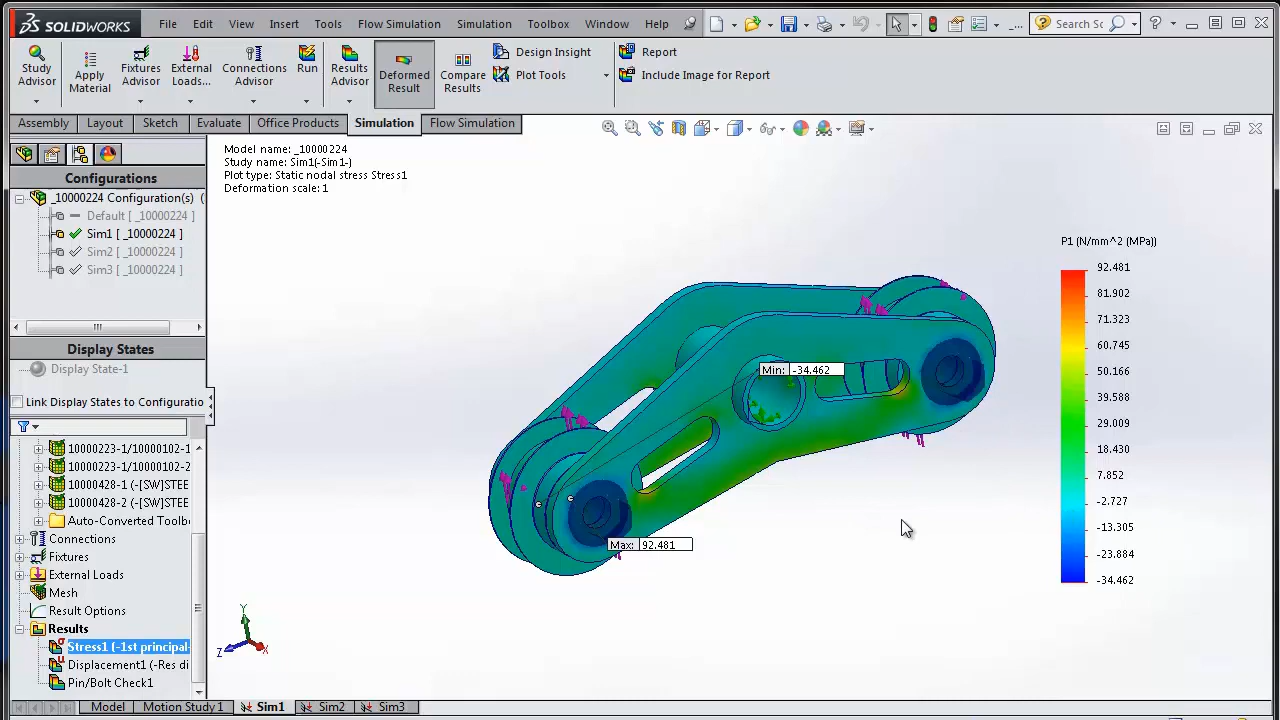 SOLIDWORKS File Edit View Insert Tools Flow Simulation Simulation Toolbox Window Help
... Search Sc
Study Advisor
Apply Material
Fixtures Advisor
External Loads...
Connections Advisor
Run
Results Advisor
Deformed Result
Compare Results
Design Insight
Plot Tools
Report
Include Image for Report
Assembly Layout Sketch Evaluate Office Products Simulation Flow Simulation
Configurations
_10000224 Configuration(s) (
Default [ _10000224 ]
Sim1 [ _10000224 ]
Sim2 [ _10000224 ]
Sim3 [ _10000224 ]
Display States
Display State-1
Link Display States to Configuratio
10000223-1/10000102-1
10000223-1/10000102-2
10000428-1 (-[SW]STEE
10000428-2 (-[SW]STEE
Auto-Converted Toolb
Connections
Fixtures
External Loads
Mesh
Result Options
Results
Stress1 (-1st principal-
Displacement1 (-Res di
Pin/Bolt Check1
Model name: _10000224
Study name: Sim1(-Sim1-)
Plot type: Static nodal stress Stress1
Deformation scale: 1
Min: -34.462
Max: 92.481
P1 (N/mm^2 (MPa))
92.481
81.902
71.324
60.745
50.166
39.588
29.009
18.430
7.852
-2.727
-13.305
-23.884
-34.462
Y
Z
X
Model Motion Study 1 Sim1 Sim2 Sim3